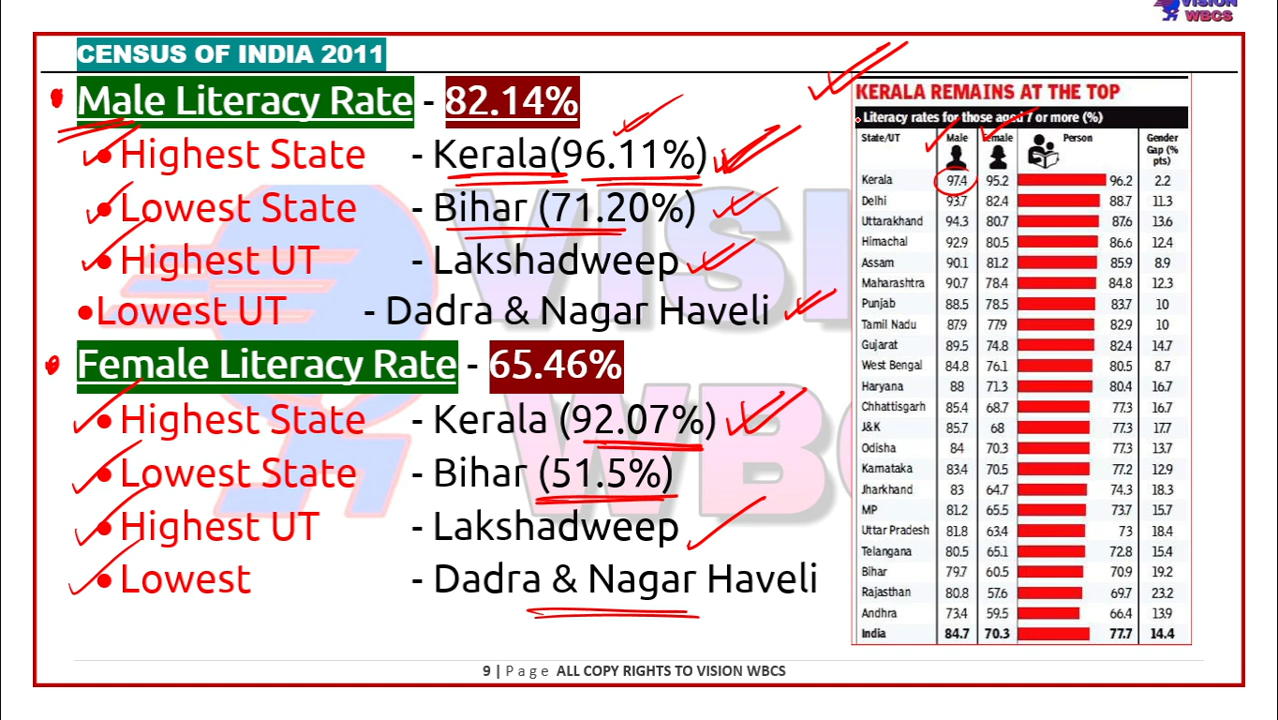 VISION
WBCS
CENSUS OF INDIA 2011
Male Literacy Rate - 82.14%
•Highest State - Kerala(96.11%)
•Lowest State - Bihar (71.20%)
•Highest UT - Lakshadweep
•Lowest UT - Dadra & Nagar Haveli
Female Literacy Rate - 65.46%
•Highest State - Kerala (92.07%)
•Lowest State - Bihar (51.5%)
•Highest UT - Lakshadweep
•Lowest - Dadra & Nagar Haveli
KERALA REMAINS AT THE TOP
Literacy rates for those aged 7 or more (%)
State/UT Male Female Person Gender Gap (% pts)
Kerala 97.4 95.2 96.2 2.2
Delhi 93.7 82.4 88.7 11.3
Uttarakhand 94.3 80.7 87.6 13.6
Himachal 92.9 80.5 86.6 12.4
Assam 90.1 81.2 85.9 8.9
Maharashtra 90.7 78.4 84.8 12.3
Punjab 88.5 78.5 83.7 10
Tamil Nadu 87.9 77.9 82.9 10
Gujarat 89.5 74.8 82.4 14.7
West Bengal 84.8 76.1 80.5 8.7
Haryana 88 71.3 80.4 16.7
Chhattisgarh 85.4 68.7 77.3 16.7
J&K 85.7 68 77.3 17.7
Odisha 84 70.3 77.3 13.7
Karnataka 83.4 70.5 77.2 12.9
Jharkhand 83 64.7 74.3 18.3
MP 81.2 65.5 73.7 15.7
Uttar Pradesh 81.8 63.4 73 18.4
Telangana 80.5 65.1 72.8 15.4
Bihar 79.7 60.5 70.9 19.2
Rajasthan 80.8 57.6 69.7 23.2
Andhra 73.4 59.5 66.4 13.9
India 84.7 70.3 77.7 14.4
VISI
WBC
9 | Page ALL COPY RIGHTS TO VISION WBCS